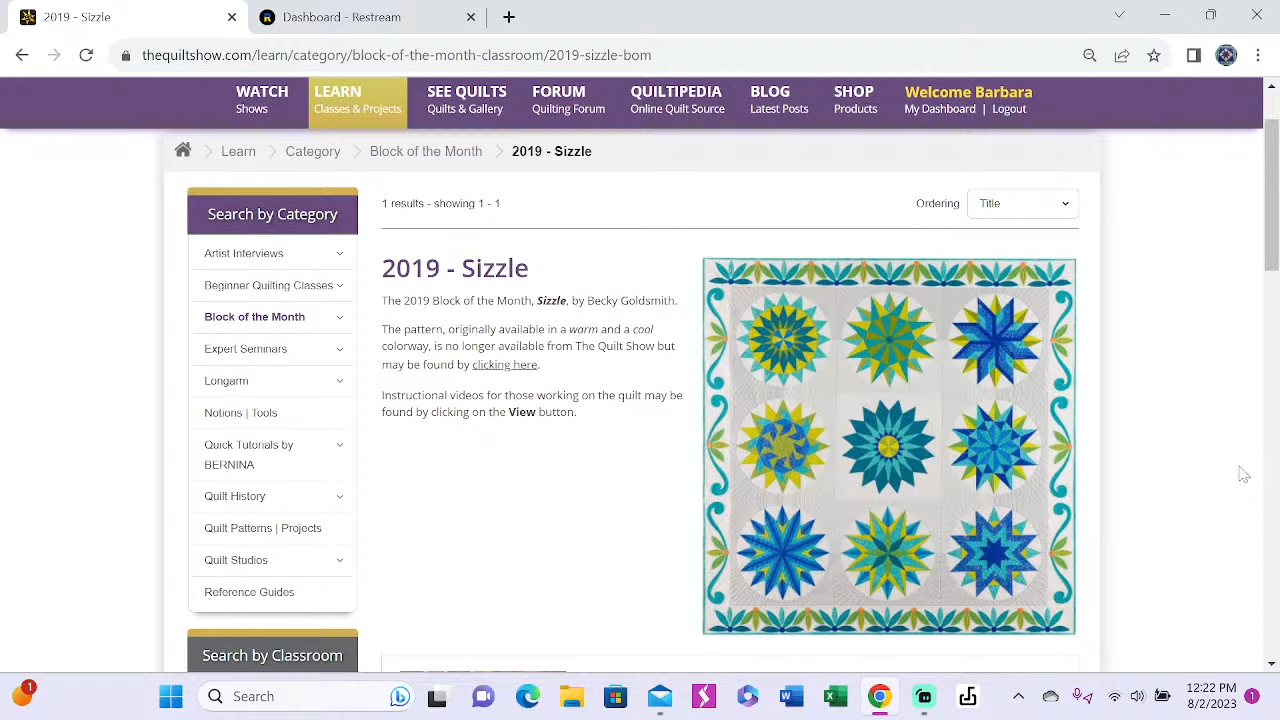 2019 - Sizzle
Dashboard - Restream
thequiltshow.com/learn/category/block-of-the-month-classroom/2019-sizzle-bom
WATCH
Shows
LEARN
Classes & Projects
SEE QUILTS
Quilts & Gallery
FORUM
Quilting Forum
QUILTIPEDIA
Online Quilt Source
BLOG
Latest Posts
SHOP
Products
Welcome Barbara
My Dashboard | Logout
Learn
Category
Block of the Month
2019 - Sizzle
Search by Category
Artist Interviews
Beginner Quilting Classes
Block of the Month
Expert Seminars
Longarm
Notions | Tools
Quick Tutorials by
BERNINA
Quilt History
Quilt Patterns | Projects
Quilt Studios
Reference Guides
Search by Classroom
1 results - showing 1 - 1
Ordering
Title
2019 - Sizzle
The 2019 Block of the Month, Sizzle, by Becky Goldsmith.
The pattern, originally available in a warm and a cool
colorway, is no longer available from The Quilt Show but
may be found by clicking here.
Instructional videos for those working on the quilt may be
found by clicking on the View button.
1
Search
12:22 PM
8/2/2023
1